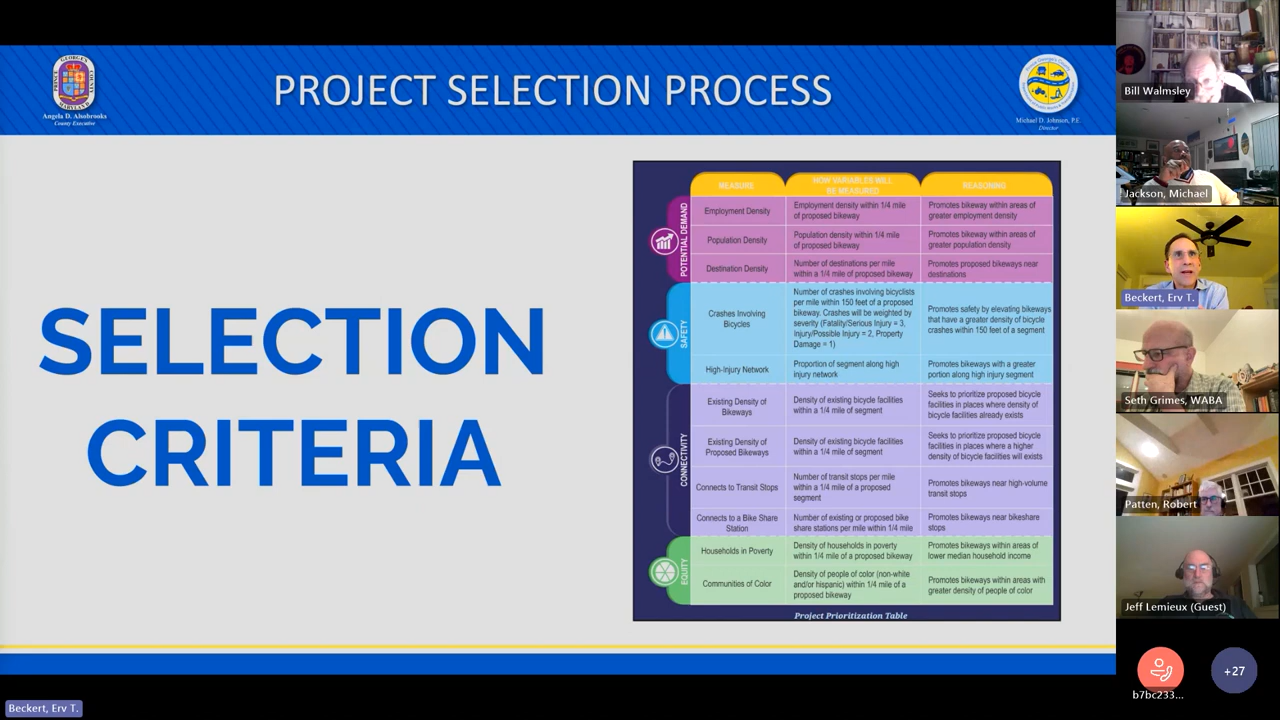 PROJECT SELECTION PROCESS
Angela D. Alsobrooks
County Executive
Michael D. Johnson, P.E
Director
SELECTION
CRITERIA
MEASURE
HOW VARIABLES WILL
BE MEASURED
REASONING
POTENTIAL DEMAND
Employment Density
Employment density within 1/4 mile
of proposed bikeway
Promotes bikeway within areas of
greater employment density
Population Density
Population density within 1/4 mile
of proposed bikeway
Promotes bikeway within areas of
greater population density
Destination Density
Number of destinations per mile
within a 1/4 mile of proposed bikeway
Promotes proposed bikeways near
destinations
SAFETY
Crashes Involving
Bicycles
Number of crashes involving bicyclists
per mile within 150 feet of a proposed
bikeway. Crashes will be weighted by
severity (Fatality/Serious Injury = 3,
Injury/Possible Injury = 2, Property
Damage = 1)
Promotes safety by elevating bikeways
that have a greater density of bicycle
crashes within 150 feet of a segment
High-Injury Network
Proportion of segment along high
injury network
Promotes bikeways with a greater
portion along high injury segment
CONNECTIVITY
Existing Density of
Bikeways
Density of existing bicycle facilities
within a 1/4 mile of segment
Seeks to prioritize proposed bicycle
facilities in places where density of
bicycle facilities already exists
Existing Density of
Proposed Bikeways
Density of existing bicycle facilities
within a 1/4 mile of segment
Seeks to prioritize proposed bicycle
facilities in places where a higher
density of bicycle facilities will exists
Connects to Transit Stops
Number of transit stops per mile
within a 1/4 mile of a proposed
segment
Promotes bikeways near high-volume
transit stops
Connects to a Bike Share
Station
Number of existing or proposed bike
share stations per mile within 1/4 mile
Promotes bikeways near bikeshare
stops
EQUITY
Households in Poverty
Density of households in poverty
within 1/4 mile of a proposed bikeway
Promotes bikeways within areas of
lower median household income
Communities of Color
Density of people of color (non-white
and/or hispanic) within 1/4 mile of a
proposed bikeway
Promotes bikeways within areas with
greater density of people of color
Project Prioritization Table
Bill Walmsley
Jackson, Michael
Beckert, Erv T.
Seth Grimes, WABA
Patten, Robert
Jeff Lemieux (Guest)
b7bc233...
+27
Beckert, Erv T.